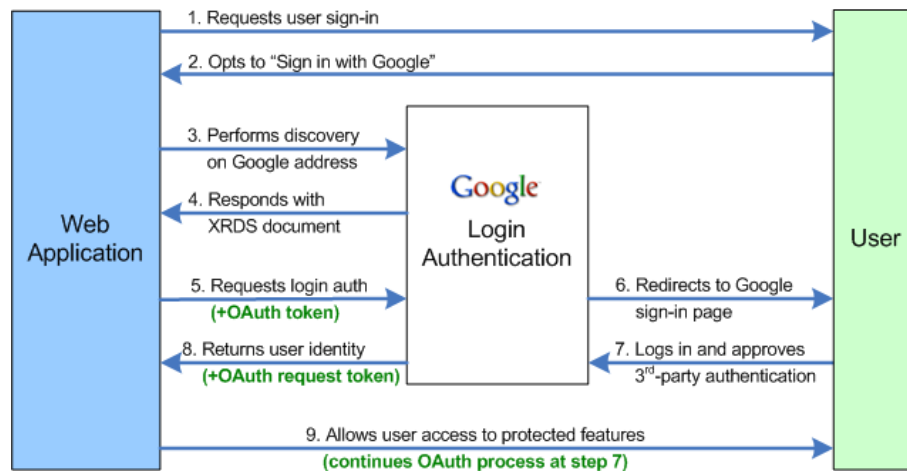 1. Requests user sign-in
2. Opts to “Sign in with Google”
3. Performs discovery
on Google address
Google
4. Responds with
XRDS document
Web
Application
Login
Authentication
User
5. Requests login auth
(+OAuth token)
6. Redirects to Google
sign-in page
8. Returns user identity
(+OAuth request token)
7. Logs in and approves
3rd-party authentication
9. Allows user access to protected features
(continues OAuth process at step 7)